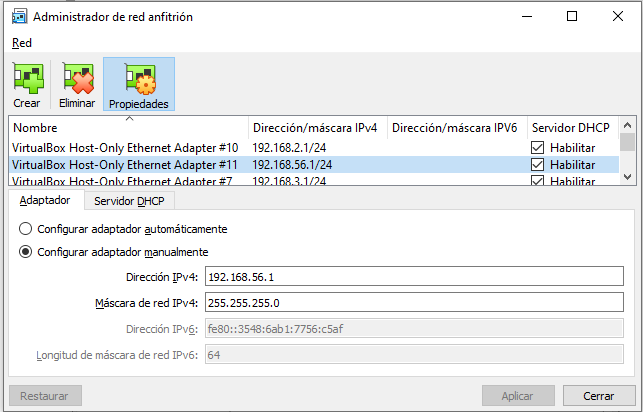 Administrador de red anfitrión
Red
Crear Eliminar Propiedades
Nombre Dirección/máscara IPv4 Dirección/máscara IPV6 Servidor DHCP
VirtualBox Host-Only Ethernet Adapter #10 192.168.2.1/24 Habilitar
VirtualBox Host-Only Ethernet Adapter #11 192.168.56.1/24 Habilitar
VirtualBox Host-Only Ethernet Adapter #7 192.168.3.1/24 Habilitar
Adaptador Servidor DHCP
Configurar adaptador automáticamente
Configurar adaptador manualmente
Dirección IPv4: 192.168.56.1
Máscara de red IPv4: 255.255.255.0
Dirección IPv6: fe80::3548:6ab1:7756:c5af
Longitud de máscara de red IPv6: 64
Restaurar Aplicar Cerrar